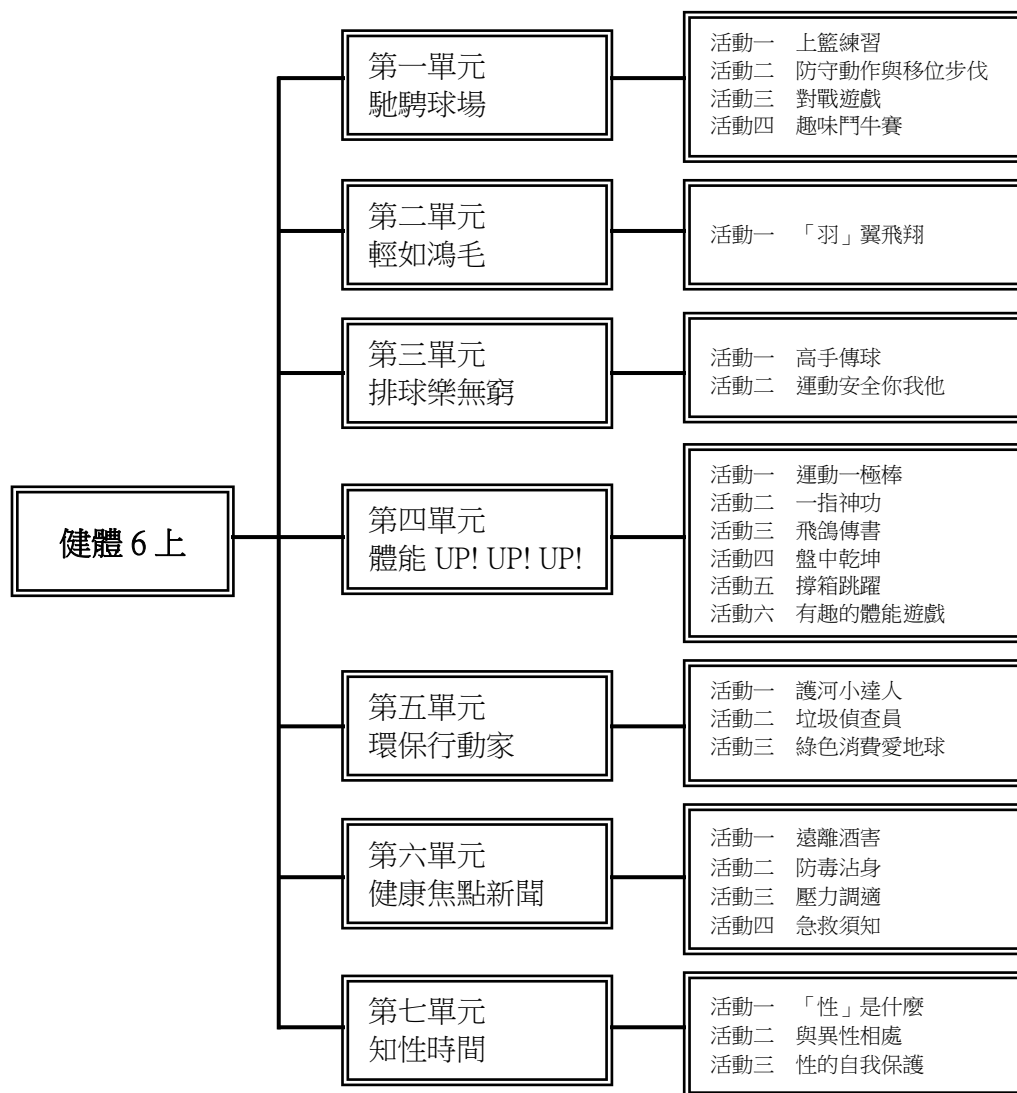 健體 6 上
第一單元
馳騁球場
活動一　上籃練習
活動二　防守動作與移位步伐
活動三　對戰遊戲
活動四　趣味鬥牛賽
第二單元
輕如鴻毛
活動一　「羽」翼飛翔
第三單元
排球樂無窮
活動一　高手傳球
活動二　運動安全你我他
第四單元
體能 UP! UP! UP!
活動一　運動一極棒
活動二　一指神功
活動三　飛鴿傳書
活動四　盤中乾坤
活動五　撐箱跳躍
活動六　有趣的體能遊戲
第五單元
環保行動家
活動一　護河小達人
活動二　垃圾偵查員
活動三　綠色消費愛地球
第六單元
健康焦點新聞
活動一　遠離酒害
活動二　防毒沾身
活動三　壓力調適
活動四　急救須知
第七單元
知性時間
活動一　「性」是什麼
活動二　與異性相處
活動三　性的自我保護